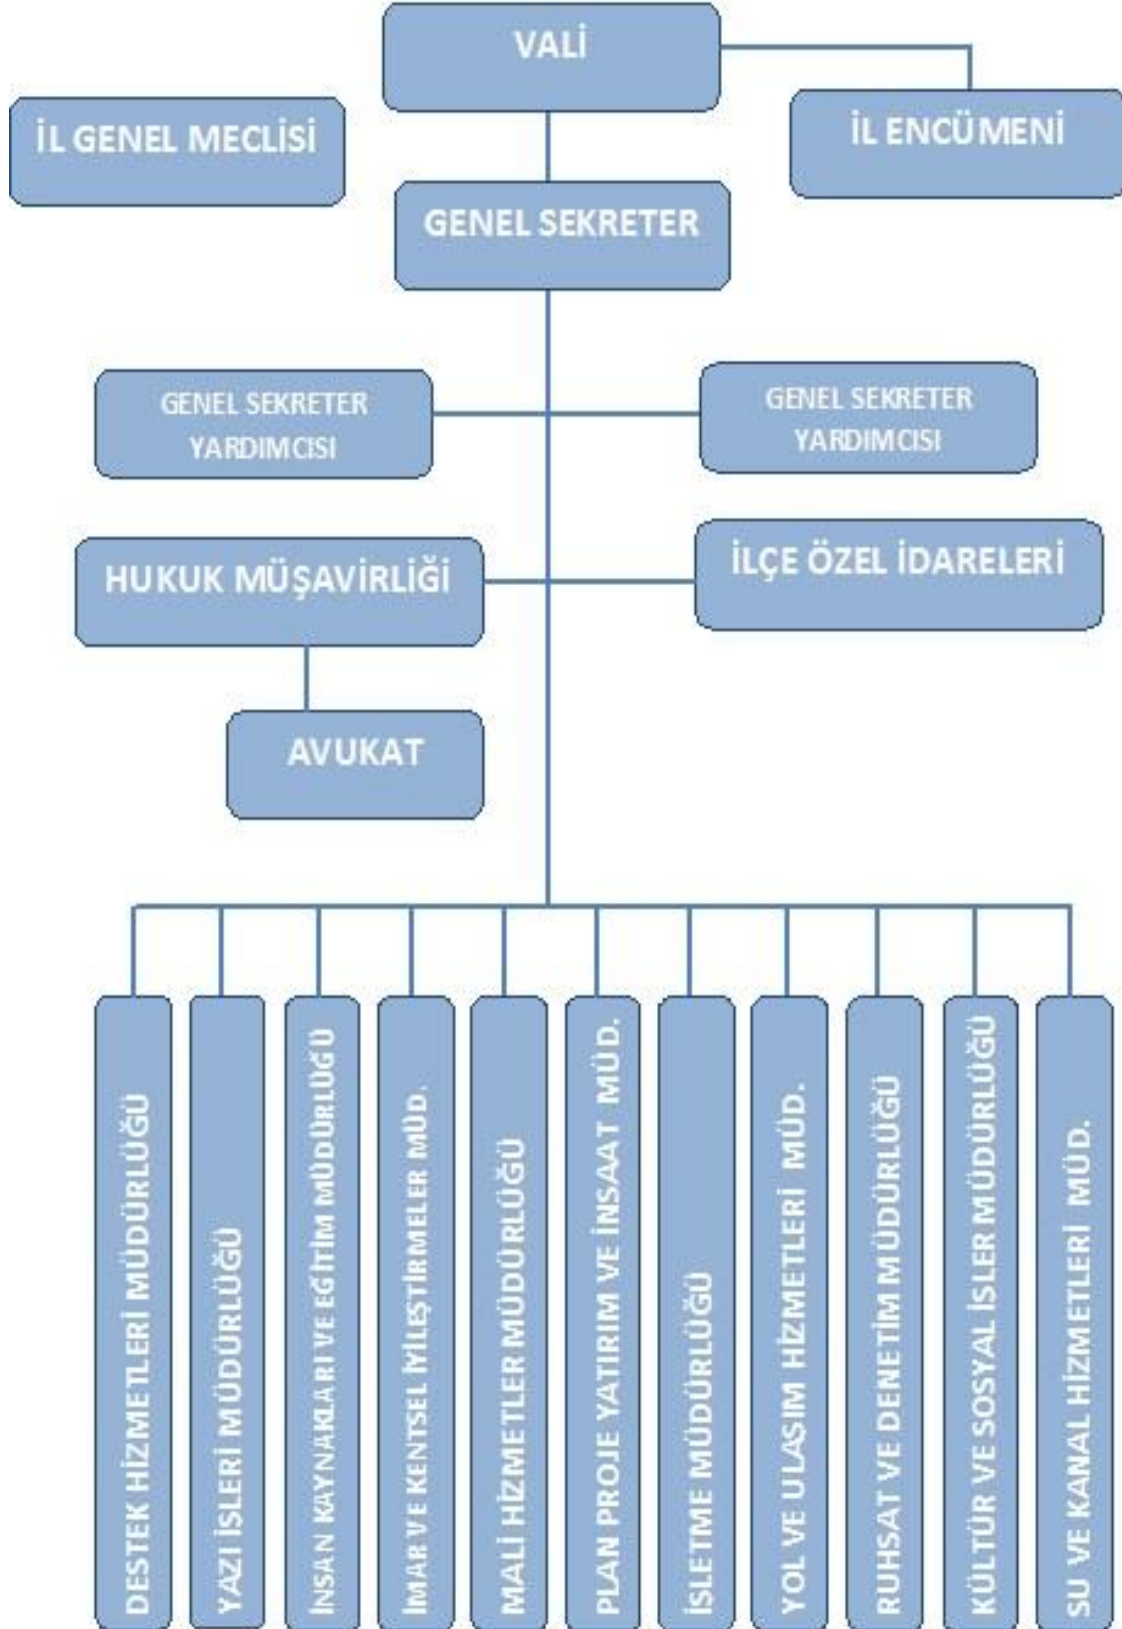 VALİ
İL GENEL MECLİSİ
İL ENCÜMENİ
GENEL SEKRETER
GENEL SEKRETER
YARDIMCISI
GENEL SEKRETER
YARDIMCISI
HUKUK MÜŞAVİRLİĞİ
İLÇE ÖZEL İDARELERİ
AVUKAT
DESTEK HİZMETLERİ MÜDÜRLÜĞÜ
YAZI İŞLERİ MÜDÜRLÜĞÜ
İNSAN KAYNAKLARI VE EĞİTİM MÜDÜRLÜĞÜ
İMAR VE KENTSEL İYİLEŞTİRMELER MÜD.
MALİ HİZMETLER MÜDÜRLÜĞÜ
PLAN PROJE YATIRIM VE İNSAAT MÜD.
İŞLETME MÜDÜRLÜĞÜ
YOL VE ULAŞIM HİZMETLERİ MÜD.
RUHSAT VE DENETİM MÜDÜRLÜĞÜ
KÜLTÜR VE SOSYAL İŞLER MÜDÜRLÜĞÜ
SU VE KANAL HİZMETLERİ MÜD.